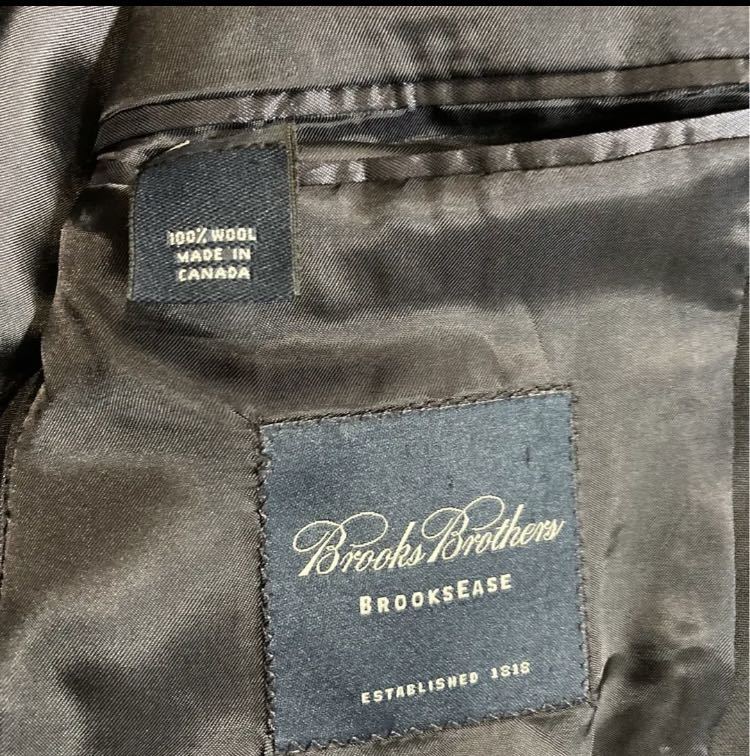 100% WOOL
MADE IN
CANADA
Brooks Brothers
BROOKSEASE
ESTABLISHED 1818